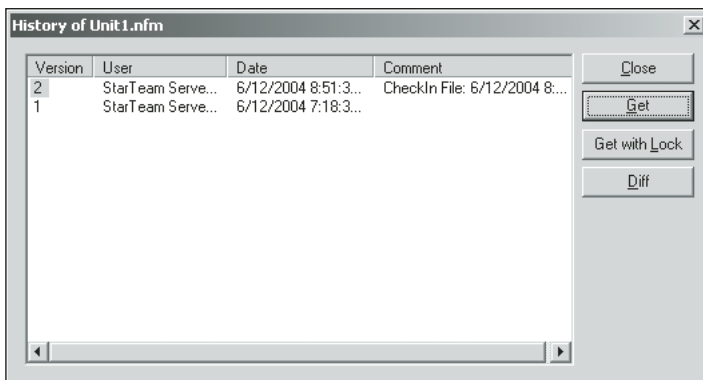 History of Unit1.nfm
Version User Date Comment
2 StarTeam Serve... 6/12/2004 8:51:3... CheckIn File: 6/12/2004 8:...
1 StarTeam Serve... 6/12/2004 7:18:3...
Close
Get
Get with Lock
Diff